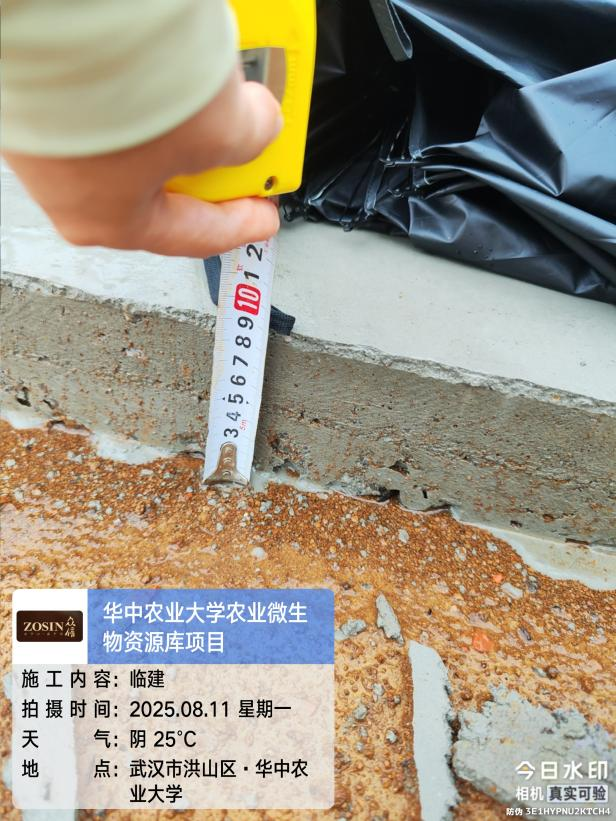 1 2
10
9
8
7
6
5
4
3
5m
ZOSIN 众信
华中农业大学农业微生
物资源库项目
施工内容：临建
拍摄时间：2025.08.11 星期一
天气：阴 25℃
地点：武汉市洪山区·华中农
业大学
今日水印
相机 真实可验
防伪 3E1HYPNU2KTCH4